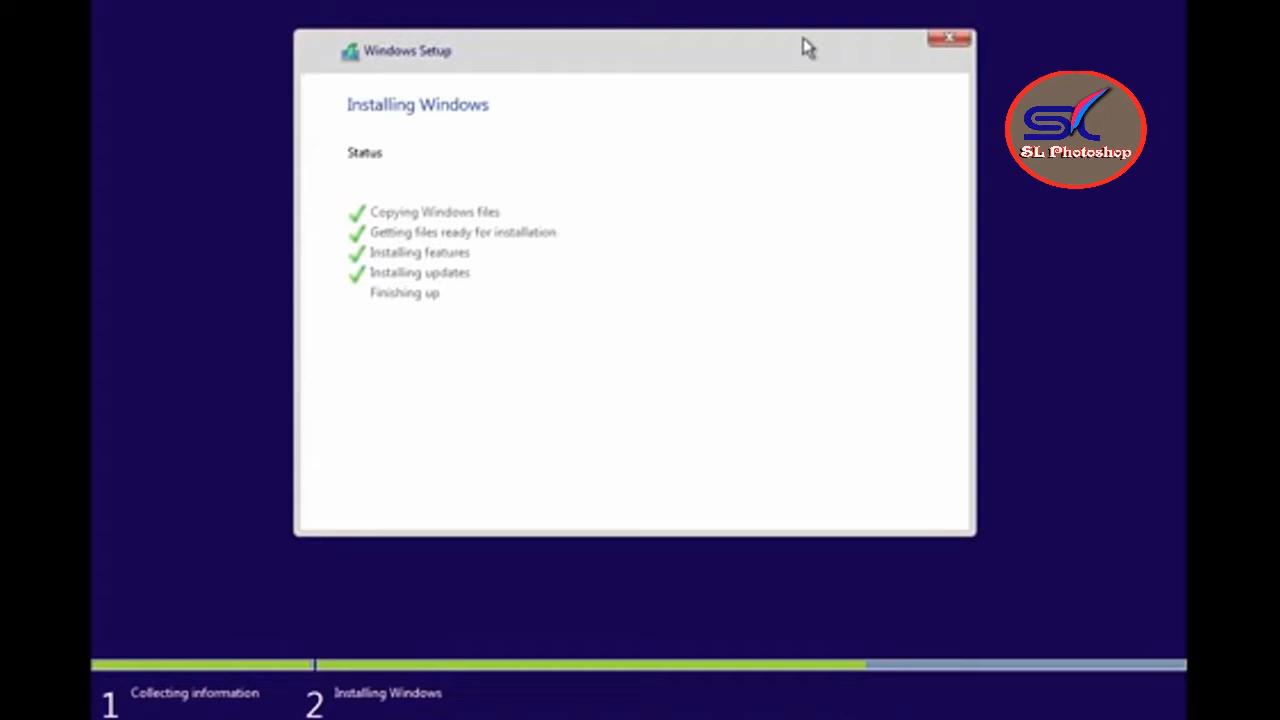 Windows Setup
Installing Windows
Status
Copying Windows files
Getting files ready for installation
Installing features
Installing updates
Finishing up
SL
SL Photoshop
1 Collecting information
2 Installing Windows